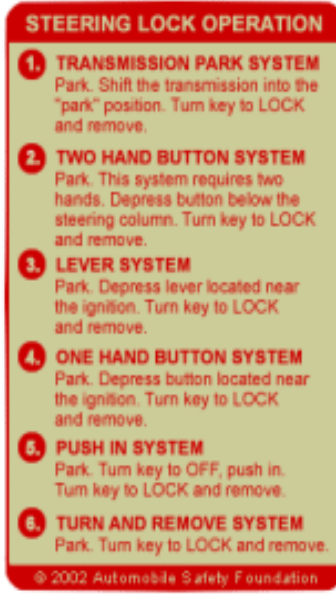 STEERING LOCK OPERATION
1. TRANSMISSION PARK SYSTEM
Park. Shift the transmission into the
"park" position. Turn key to LOCK
and remove.
2. TWO HAND BUTTON SYSTEM
Park. This system requires two
hands. Depress button below the
steering column. Turn key to LOCK
and remove.
3. LEVER SYSTEM
Park. Depress lever located near
the ignition. Turn key to LOCK
and remove.
4. ONE HAND BUTTON SYSTEM
Park. Depress button located near
the ignition. Turn key to LOCK
and remove.
5. PUSH IN SYSTEM
Park. Turn key to OFF, push in.
Turn key to LOCK and remove.
6. TURN AND REMOVE SYSTEM
Park. Turn key to LOCK and remove.
© 2002 Automobile Safety Foundation